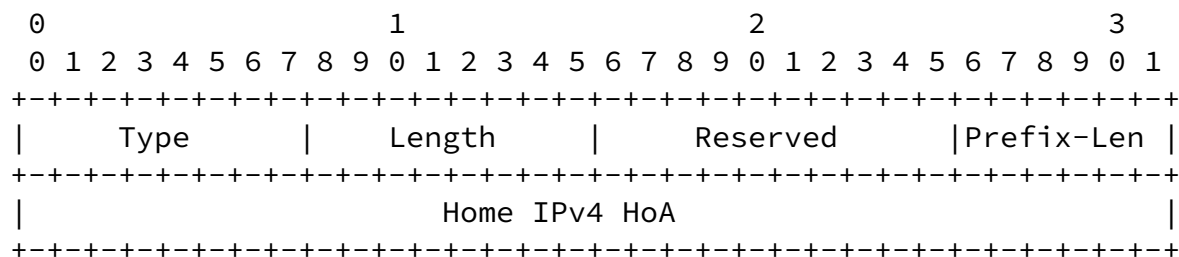 0                   1                   2                   3
 0 1 2 3 4 5 6 7 8 9 0 1 2 3 4 5 6 7 8 9 0 1 2 3 4 5 6 7 8 9 0 1
+-+-+-+-+-+-+-+-+-+-+-+-+-+-+-+-+-+-+-+-+-+-+-+-+-+-+-+-+-+-+-+-+
|     Type      |    Length     |     Reserved      |Prefix-Len |
+-+-+-+-+-+-+-+-+-+-+-+-+-+-+-+-+-+-+-+-+-+-+-+-+-+-+-+-+-+-+-+-+
|                       Home IPv4 HoA                           |
+-+-+-+-+-+-+-+-+-+-+-+-+-+-+-+-+-+-+-+-+-+-+-+-+-+-+-+-+-+-+-+-+